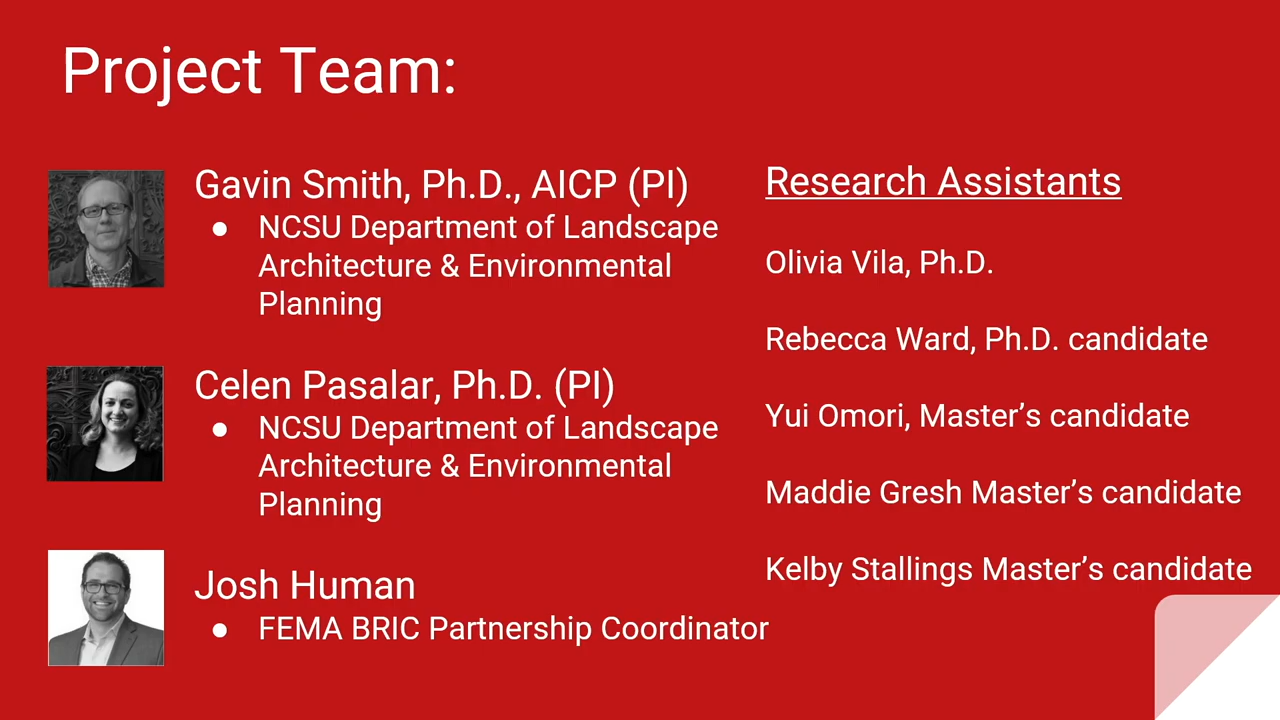 Project Team:
Gavin Smith, Ph.D., AICP (PI)
● NCSU Department of Landscape
Architecture & Environmental
Planning
Celen Pasalar, Ph.D. (PI)
● NCSU Department of Landscape
Architecture & Environmental
Planning
Josh Human
● FEMA BRIC Partnership Coordinator
Research Assistants
Olivia Vila, Ph.D.
Rebecca Ward, Ph.D. candidate
Yui Omori, Master’s candidate
Maddie Gresh Master’s candidate
Kelby Stallings Master’s candidate